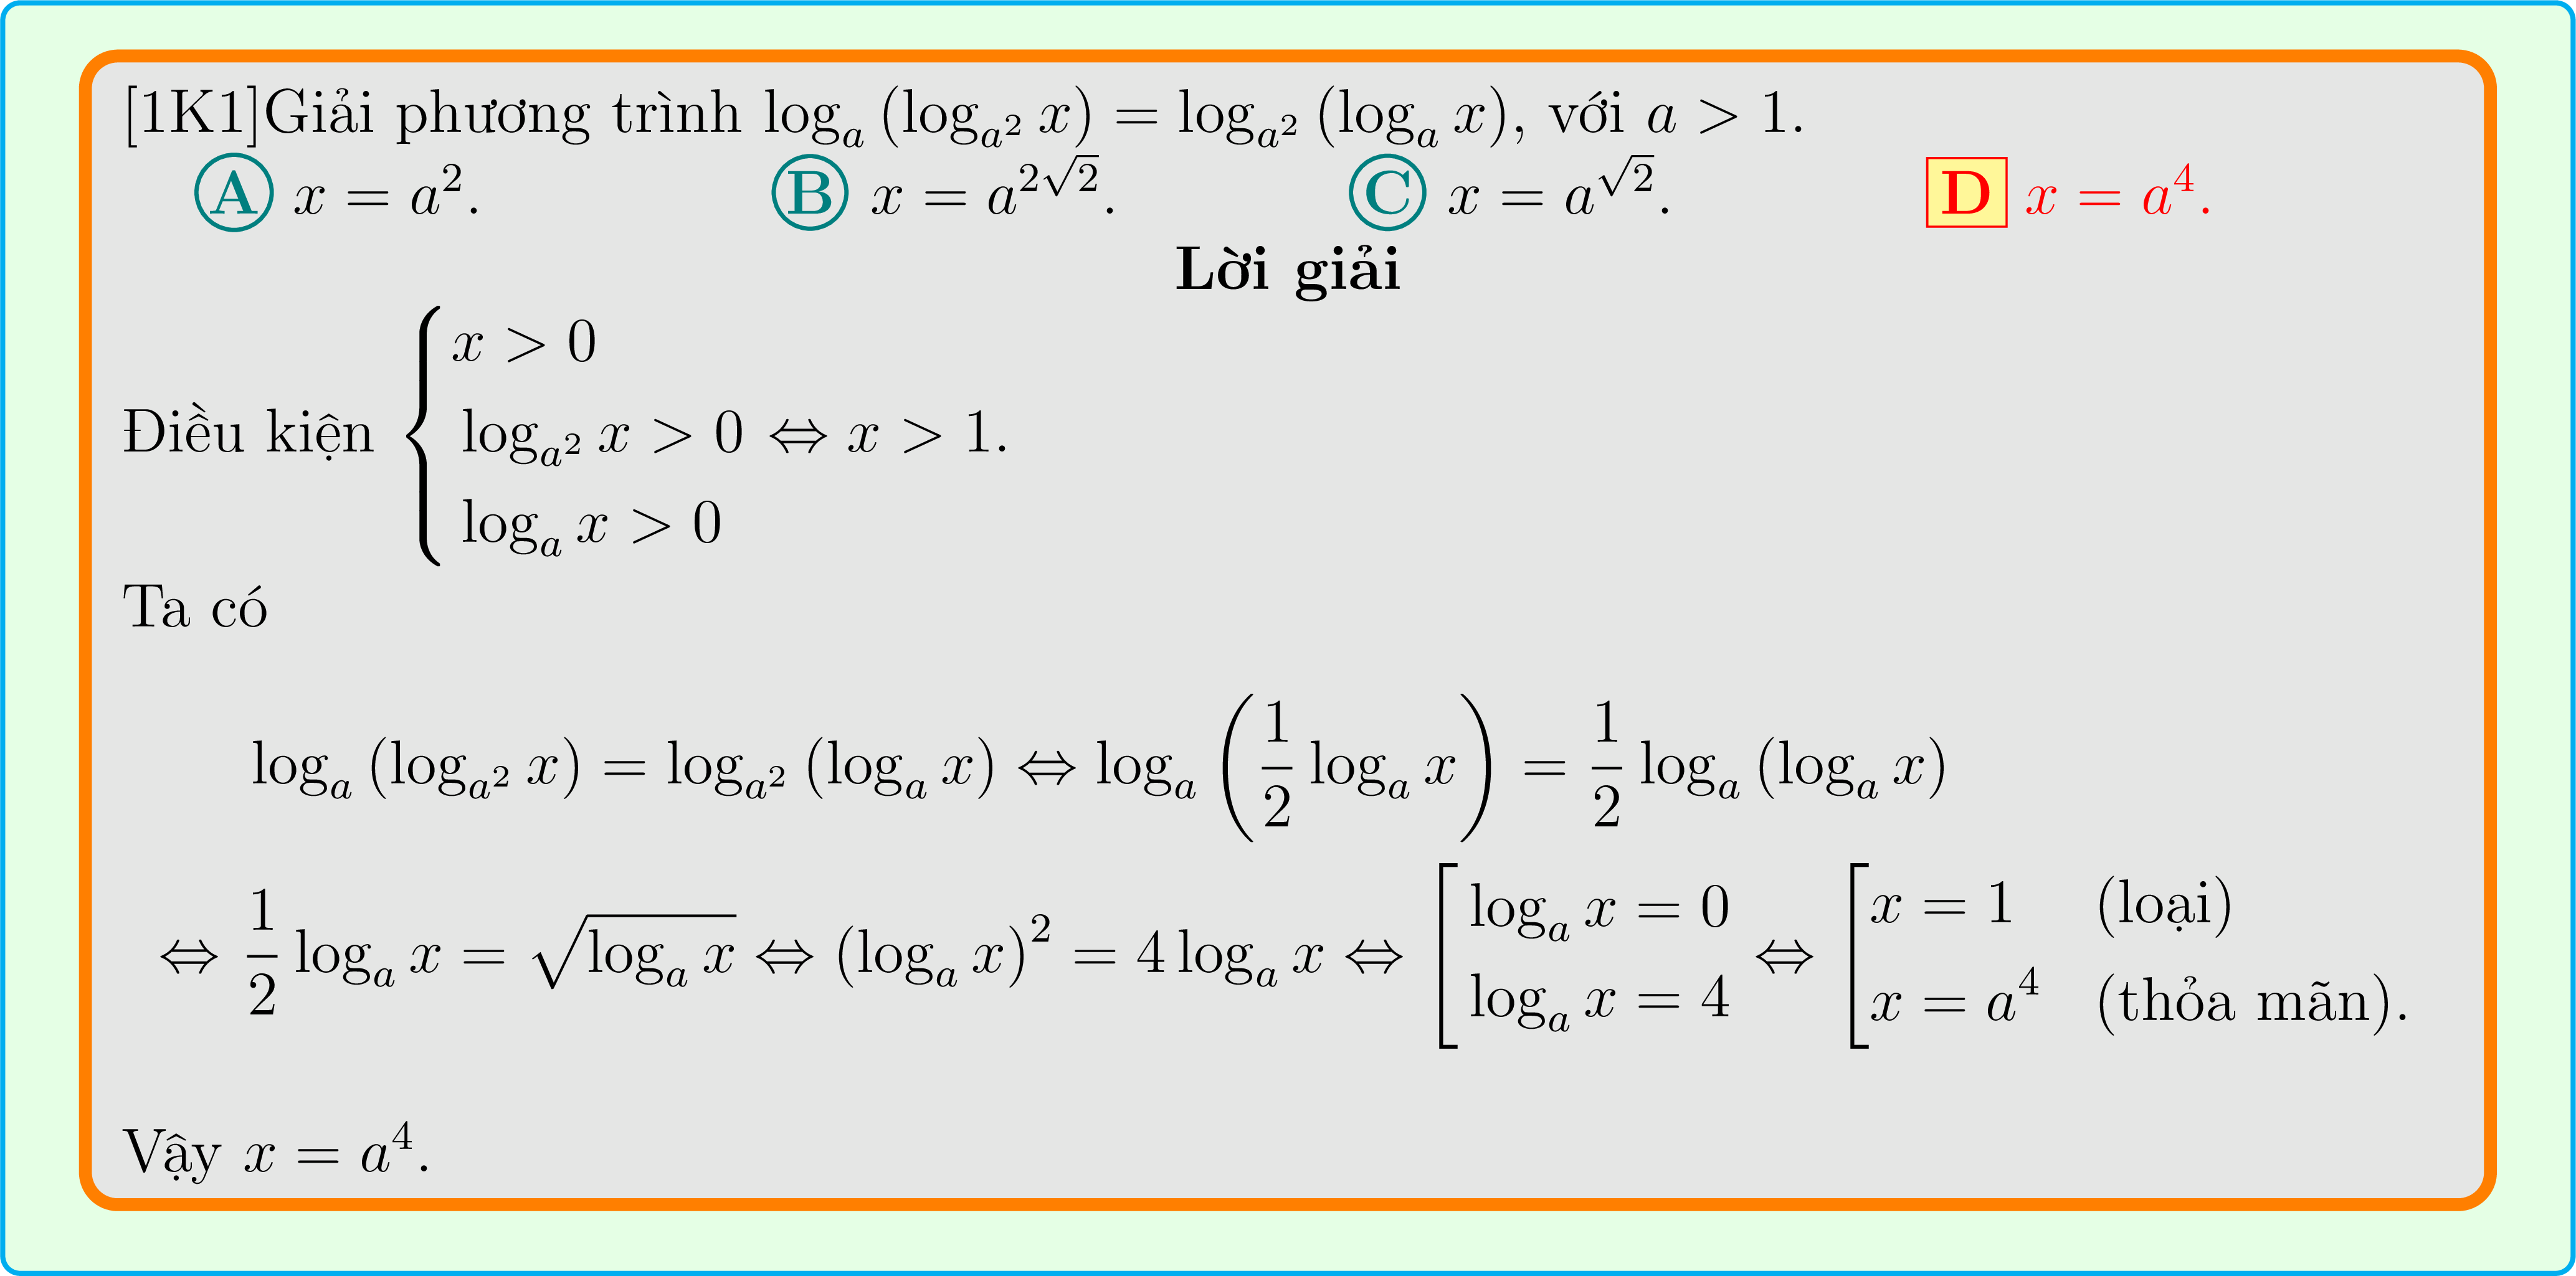 [1K1]Giải phương trình $\log_a (\log_{a^2} x) = \log_{a^2} (\log_a x)$, với $a > 1$.
A $x = a^2$. B $x = a^{2\sqrt{2}}$. C $x = a^{\sqrt{2}}$. D $x = a^4$.
Lời giải
Điều kiện $\begin{cases} x > 0 \\ \log_{a^2} x > 0 \\ \log_a x > 0 \end{cases} \Leftrightarrow x > 1$.
Ta có
$\log_a (\log_{a^2} x) = \log_{a^2} (\log_a x) \Leftrightarrow \log_a \left( \frac{1}{2} \log_a x \right) = \frac{1}{2} \log_a (\log_a x)$
$\Leftrightarrow \frac{1}{2} \log_a x = \sqrt{\log_a x} \Leftrightarrow (\log_a x)^2 = 4 \log_a x \Leftrightarrow \left[ \begin{array}{l} \log_a x = 0 \\ \log_a x = 4 \end{array} \right. \Leftrightarrow \left[ \begin{array}{ll} x = 1 & \text{(loại)} \\ x = a^4 & \text{(thỏa mãn)}. \end{array} \right.$
Vậy $x = a^4$.